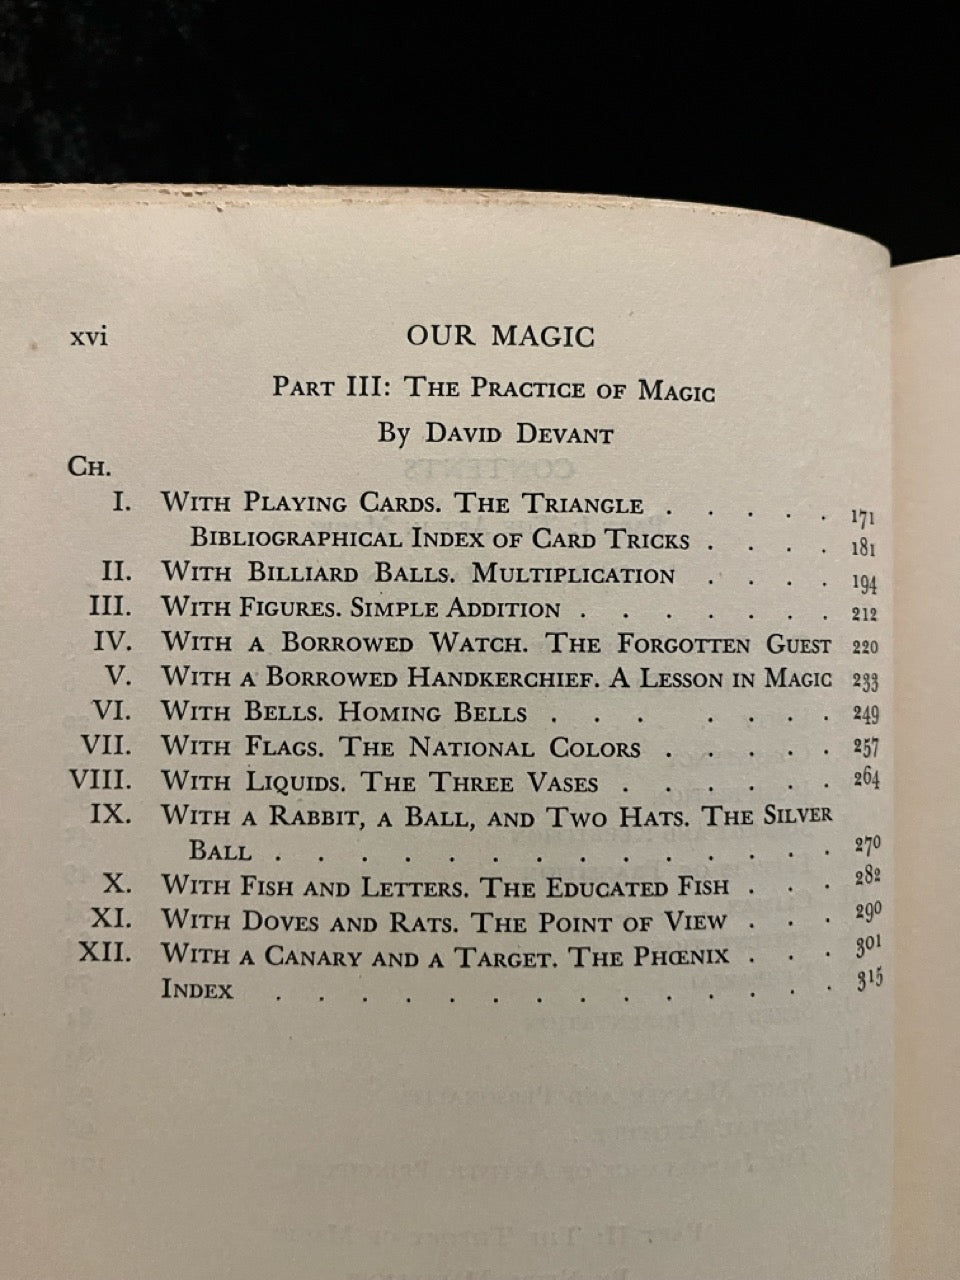 xvi OUR MAGIC
Part III: The Practice of Magic
By David Devant
Ch.
I. With Playing Cards. The Triangle . . . . . 171
Bibliographical Index of Card Tricks . . . . 181
II. With Billiard Balls. Multiplication . . . . 194
III. With Figures. Simple Addition . . . . . . . 212
IV. With a Borrowed Watch. The Forgotten Guest 220
V. With a Borrowed Handkerchief. A Lesson in Magic 233
VI. With Bells. Homing Bells . . . . . . . 249
VII. With Flags. The National Colors . . . . . 257
VIII. With Liquids. The Three Vases . . . . . . 264
IX. With a Rabbit, a Ball, and Two Hats. The Silver
Ball . . . . . . . . . . . . . . 270
X. With Fish and Letters. The Educated Fish . . . 282
XI. With Doves and Rats. The Point of View . . . 290
XII. With a Canary and a Target. The Phœnix . . . 301
Index . . . . . . . . . . . . . . 315